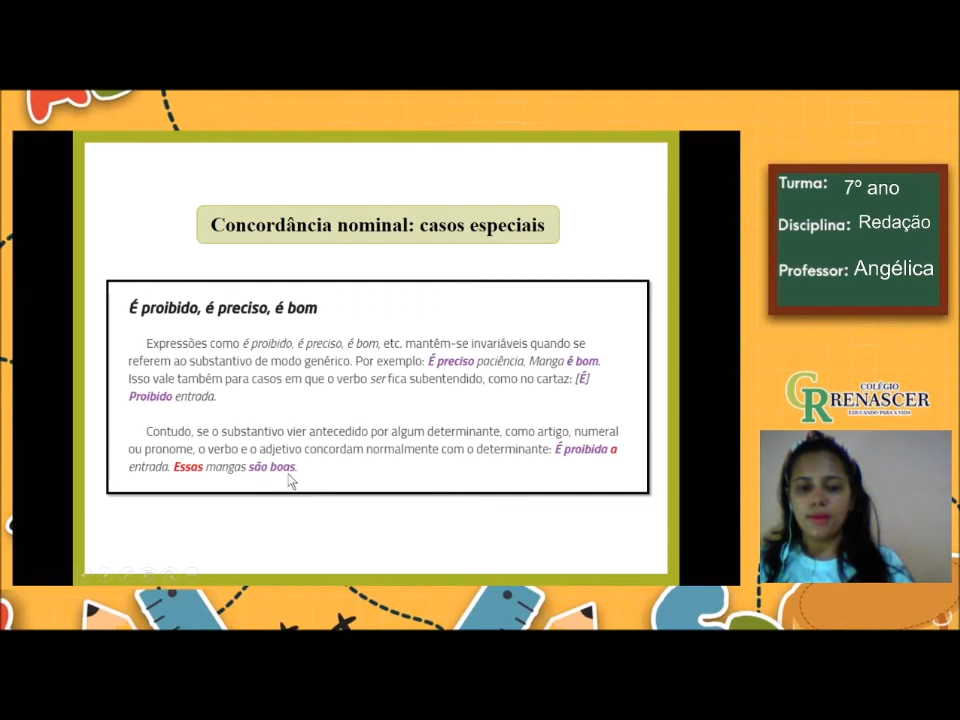 Concordância nominal: casos especiais
É proibido, é preciso, é bom
Expressões como é proibido, é preciso, é bom, etc. mantêm-se invariáveis quando se
referem ao substantivo de modo genérico. Por exemplo: É preciso paciência, Manga é bom.
Isso vale também para casos em que o verbo ser fica subentendido, como no cartaz: [É]
Proibido entrada.
Contudo, se o substantivo vier antecedido por algum determinante, como artigo, numeral
ou pronome, o verbo e o adjetivo concordam normalmente com o determinante: É proibida a
entrada. Essas mangas são boas.
Turma: 7º ano
Disciplina: Redação
Professor: Angélica
CR
COLÉGIO
RENASCER
EDUCANDO PARA A VIDA